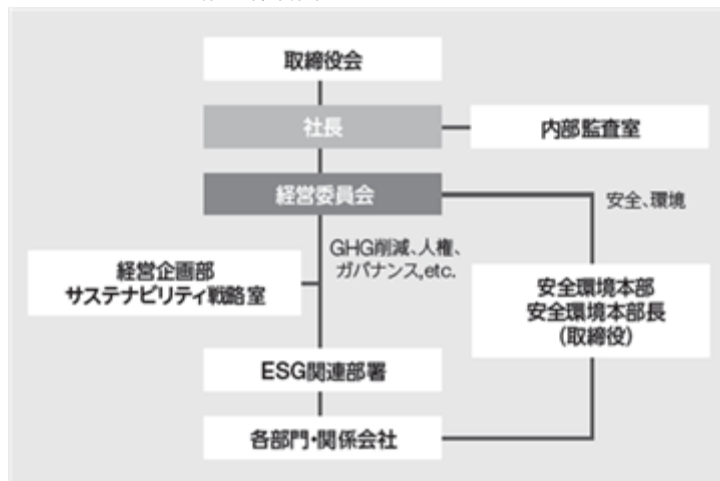 取締役会
社長
内部監査室
経営委員会
安全、環境
GHG削減、人権、
ガバナンス,etc.
経営企画部
サステナビリティ戦略室
安全環境本部
安全環境本部長
(取締役)
ESG関連部署
各部門・関係会社